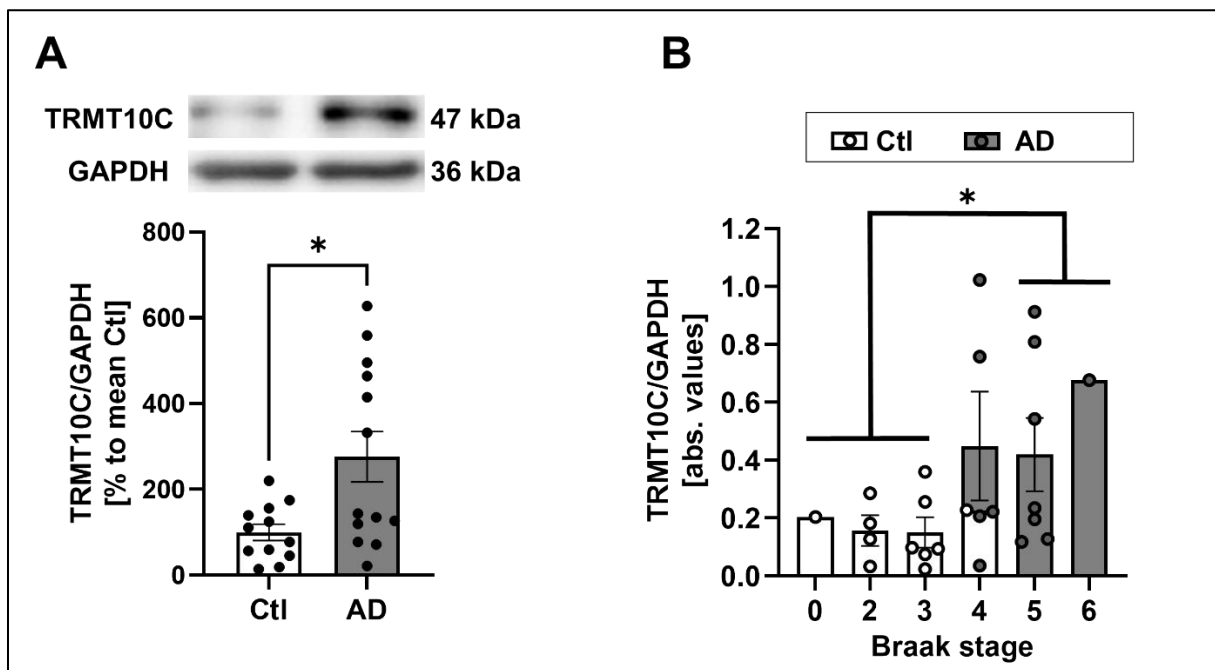 A
TRMT10C 47 kDa
GAPDH 36 kDa
TRMT10C/GAPDH
[% to mean Ctl]
800
600
400
200
0
*
Ctl AD
B
Ctl AD
*
TRMT10C/GAPDH
[abs. values]
1.2
1.0
0.8
0.6
0.4
0.2
0.0
0 2 3 4 5 6
Braak stage